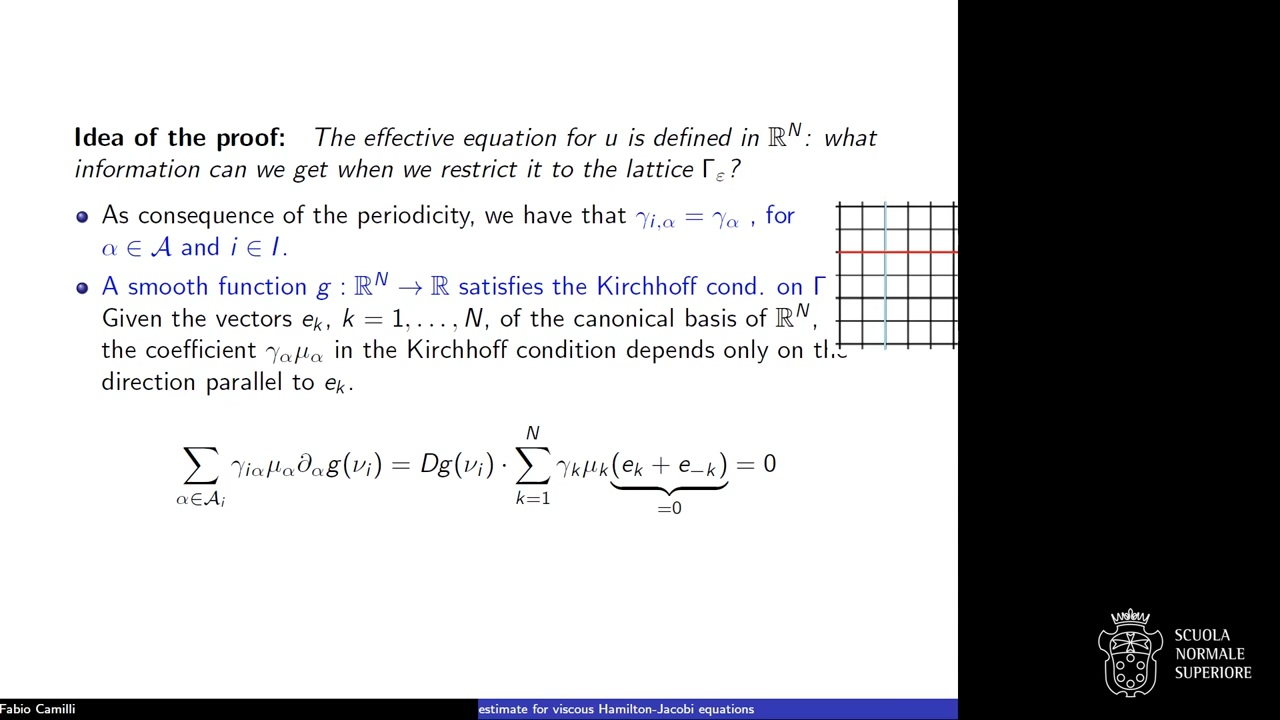 Idea of the proof: The effective equation for u is defined in ℝᴺ: what
information can we get when we restrict it to the lattice Γ_ε?
As consequence of the periodicity, we have that γ_{i,α} = γ_α , for
α ∈ 𝒜 and i ∈ I.
A smooth function g : ℝᴺ → ℝ satisfies the Kirchhoff cond. on Γ
Given the vectors e_k, k = 1, . . . , N, of the canonical basis of ℝᴺ,
the coefficient γ_αμ_α in the Kirchhoff condition depends only on the
direction parallel to e_k.
∑_{α∈𝒜_i} γ_{iα}μ_α∂_αg(ν_i) = Dg(ν_i) · ∑_{k=1}^{N} γ_kμ_k(e_k + e_{−k}) = 0
=0
SCUOLA
NORMALE
SUPERIORE
Fabio Camilli
estimate for viscous Hamilton-Jacobi equations